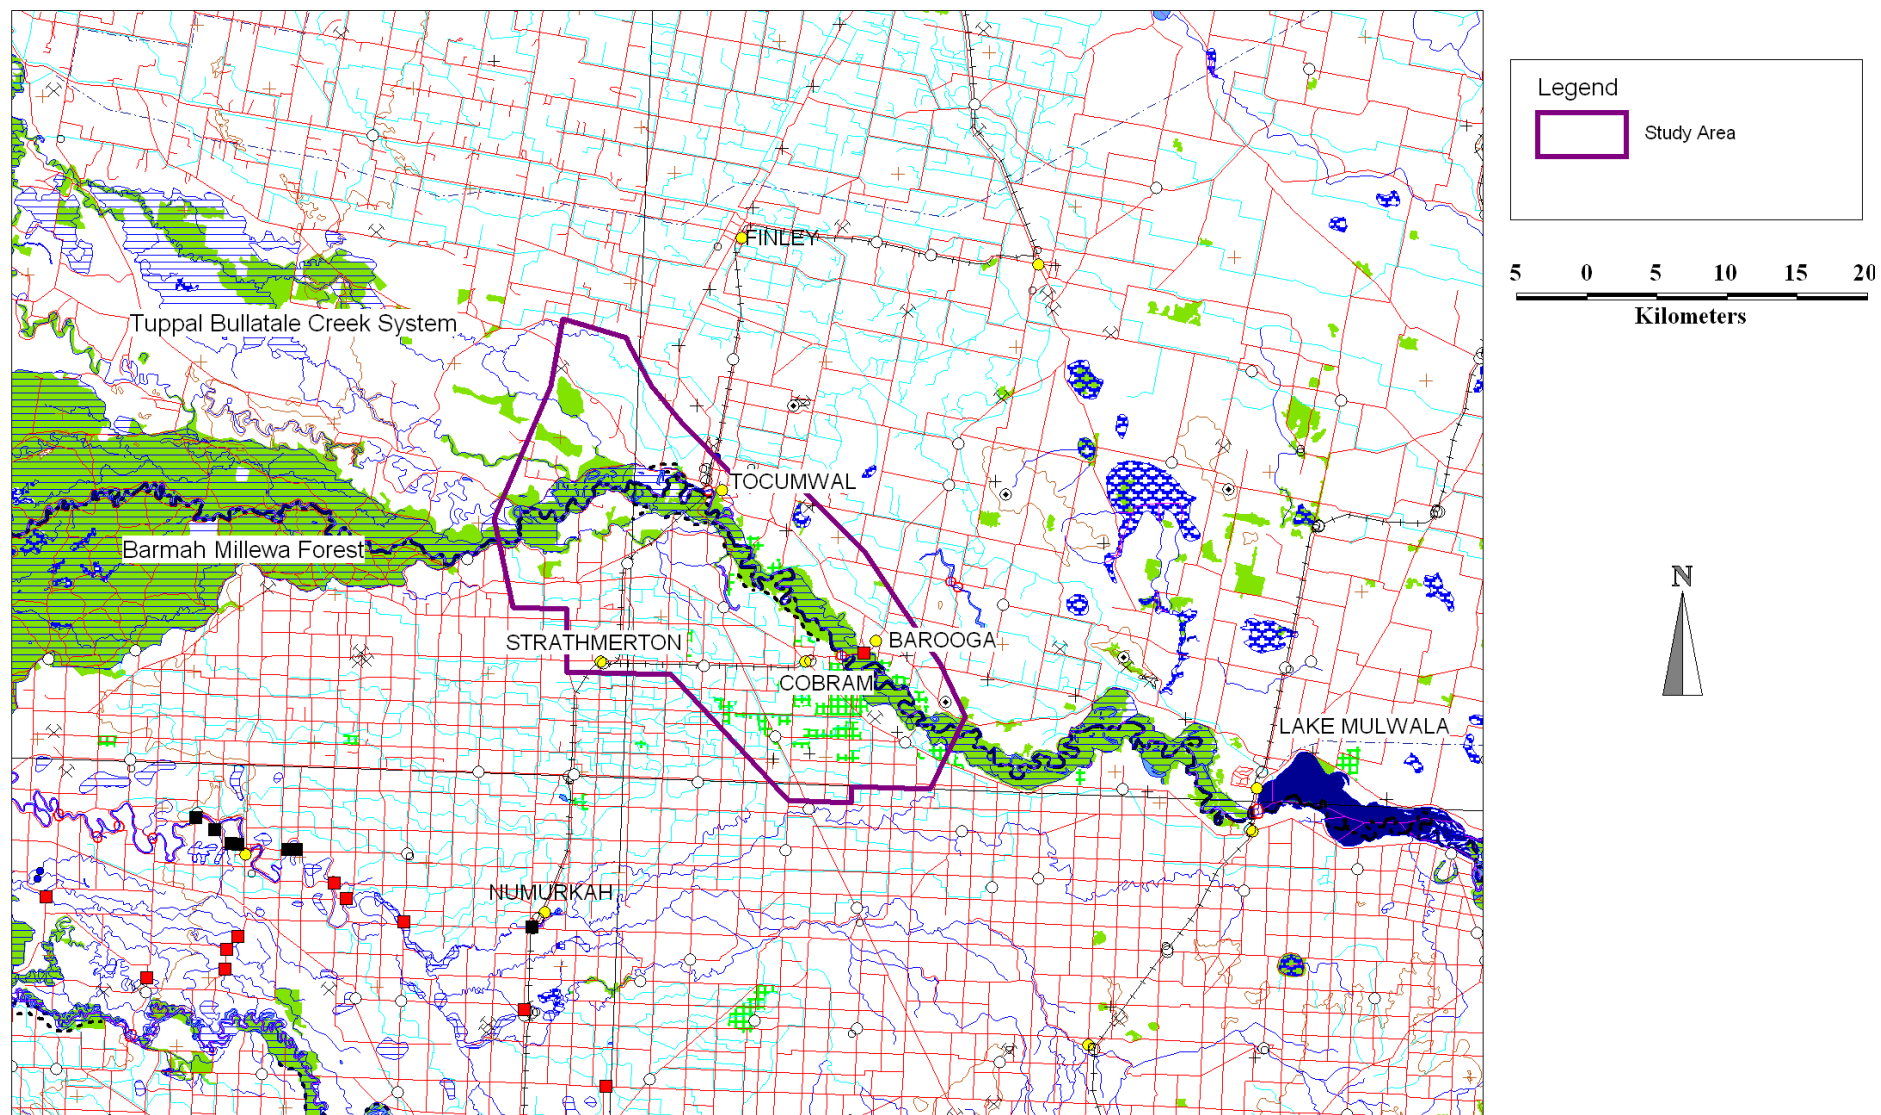 Legend
Study Area
5 0 5 10 15 20
Kilometers
N
FINLEY
Tuppal Bullatale Creek System
TOCUMWAL
Barmah Millewa Forest
STRATHMERTON
BAROOGA
COBRAM
LAKE MULWALA
NUMURKAH